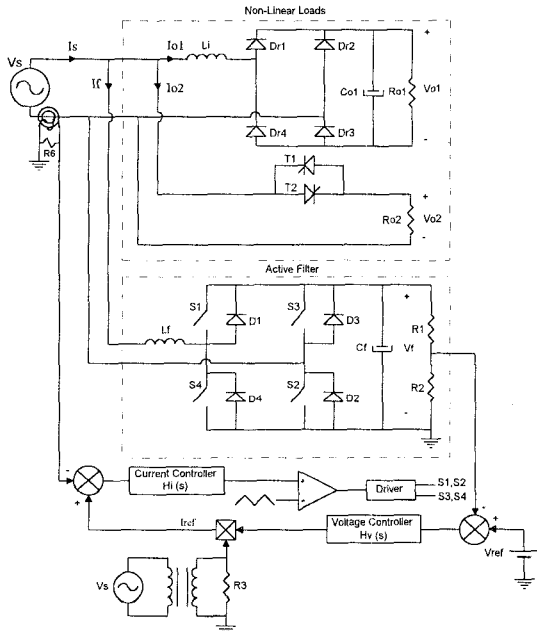 Non-Linear Loads
Is
Io1
Li
Dr1
Dr2
+
Vs
If
Io2
Co1
Ro1
Vo1
Dr4
Dr3
-
R6
T1
T2
+
Ro2
Vo2
-
Active Filter
S1
S3
+
D1
D3
R1
Lf
Cf
Vf
S4
S2
R2
D4
D2
-
-
Current Controller
Hi (s)
+
-
Driver
S1,S2
S3,S4
+
Iref
Voltage Controller
Hv (s)
-
+
Vref
Vs
R3